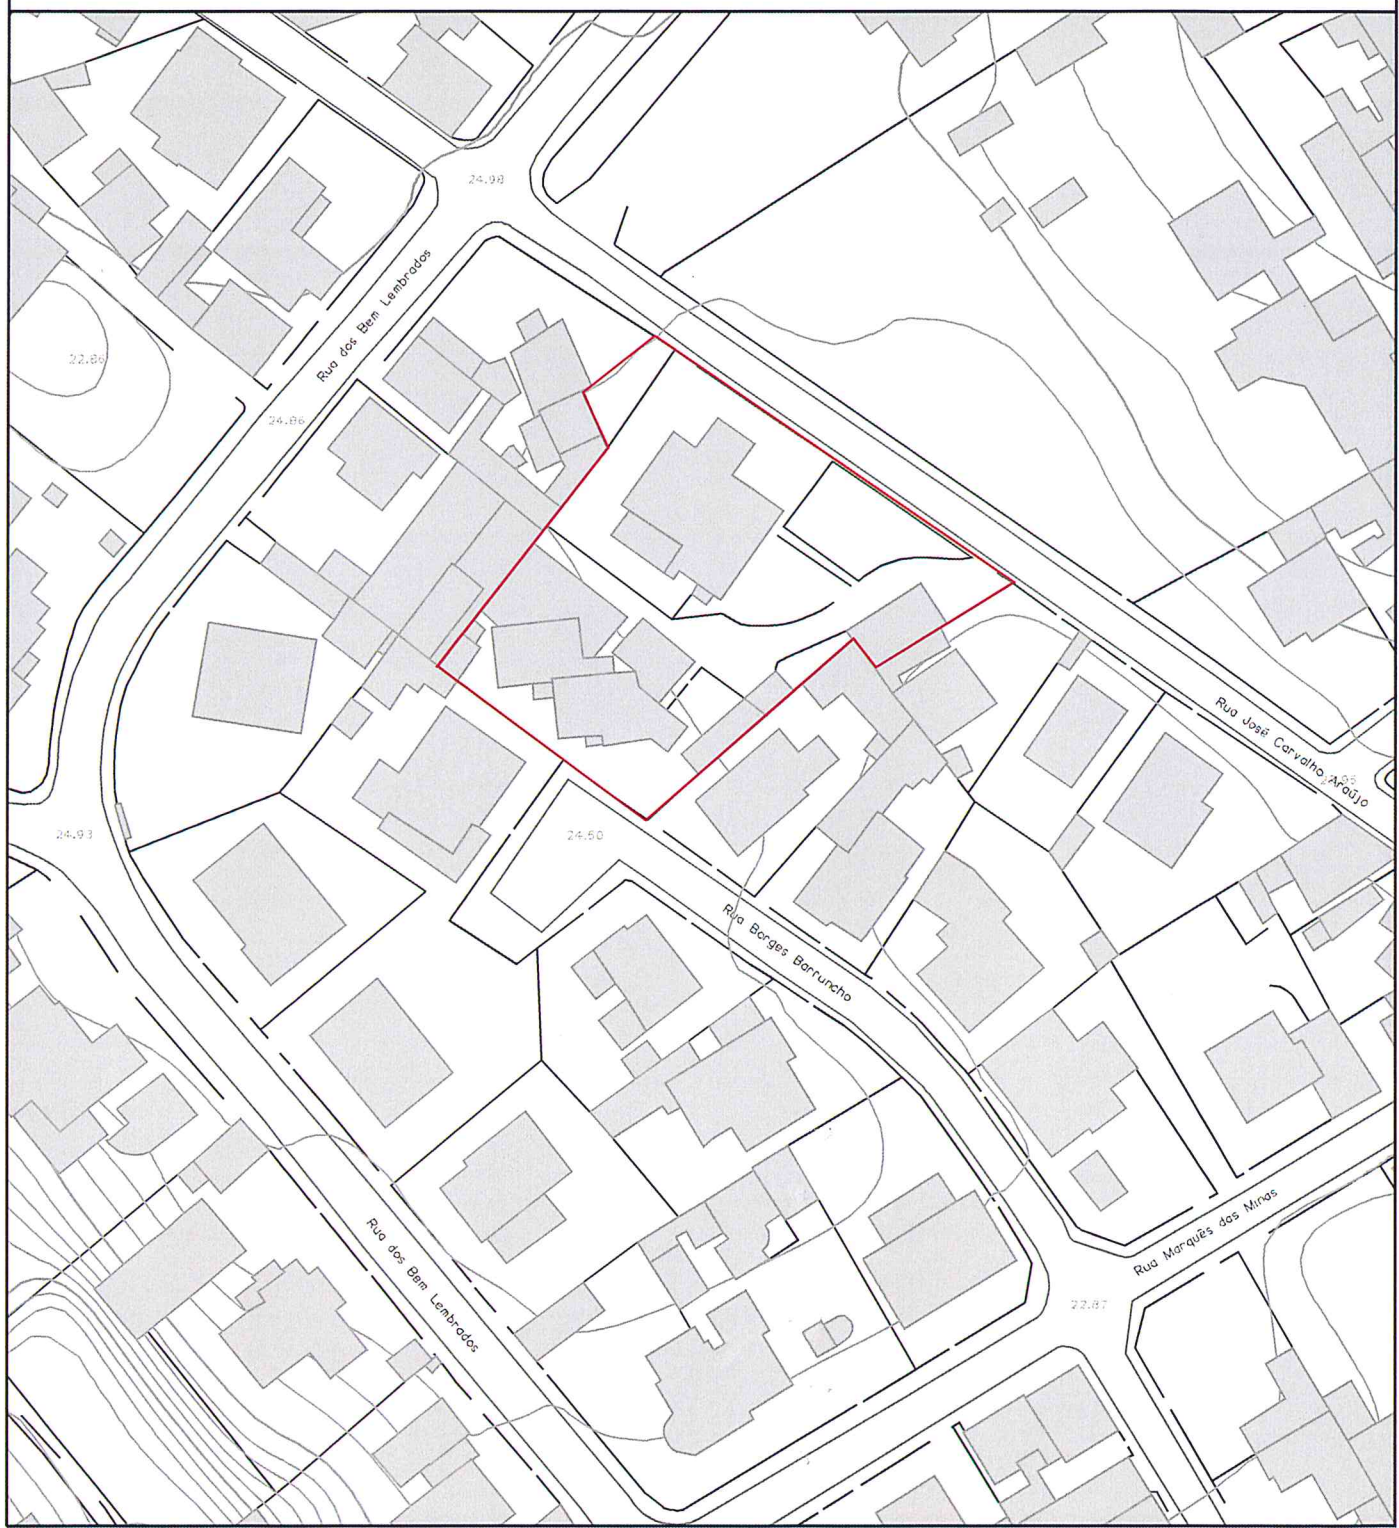 24.98
Rua dos Bem Lembrados
22.86
24.86
Rua José Carvalho Araújo
24.93
24.50
Rua Borges Barruncho
Rua Marquês das Minas
Rua dos Bem Lembrados
22.87